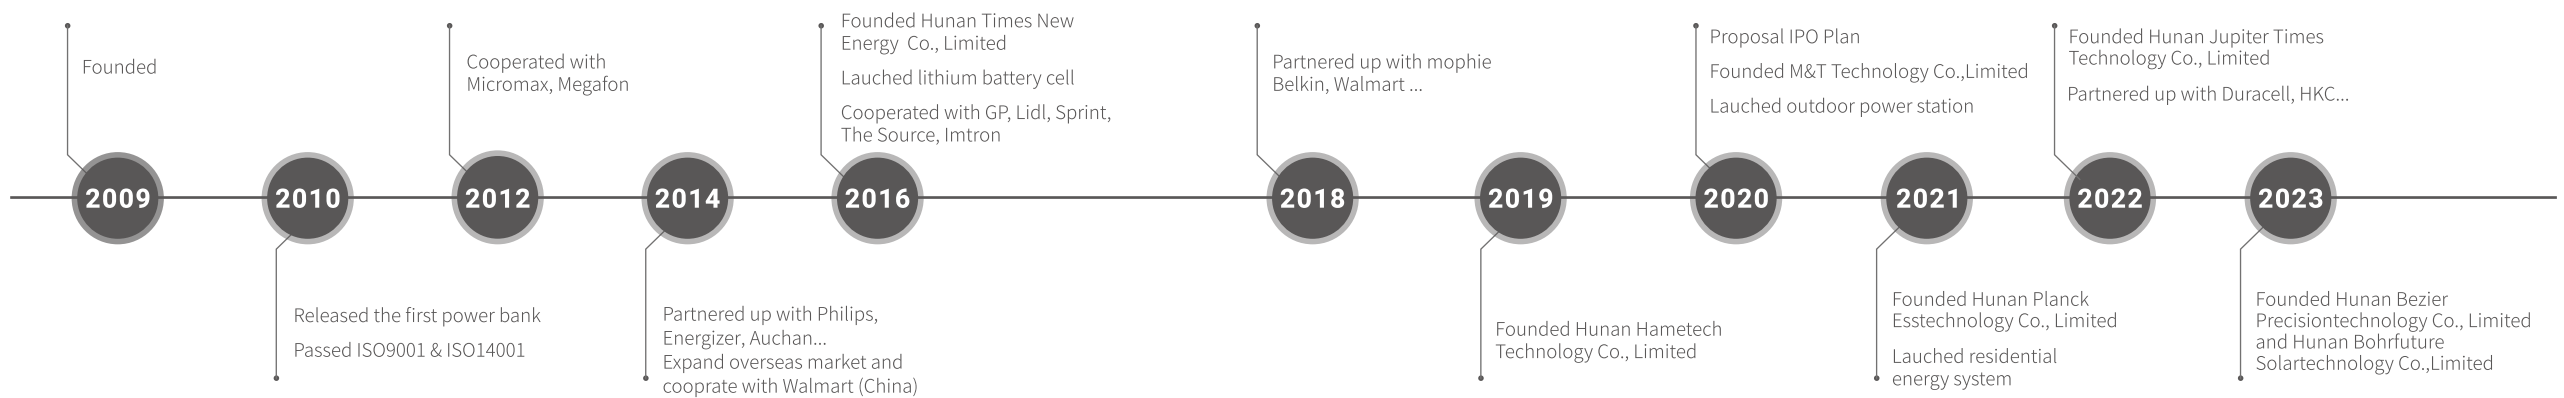 Founded
2009
2010
Released the first power bank
Passed ISO9001 & ISO14001
Cooperated with
Micromax, Megafon
2012
2014
Partnered up with Philips,
Energizer, Auchan...
Expand overseas market and
cooprate with Walmart (China)
Founded Hunan Times New
Energy Co., Limited
Lauched lithium battery cell
Cooperated with GP, Lidl, Sprint,
The Source, Imtron
2016
Partnered up with mophie
Belkin, Walmart ...
2018
2019
Founded Hunan Hametech
Technology Co., Limited
Proposal IPO Plan
Founded M&T Technology Co.,Limited
Lauched outdoor power station
2020
2021
Founded Hunan Planck
Esstechnology Co., Limited
Lauched residential
energy system
Founded Hunan Jupiter Times
Technology Co., Limited
Partnered up with Duracell, HKC...
2022
2023
Founded Hunan Bezier
Precisiontechnology Co., Limited
and Hunan Bohrfuture
Solartechnology Co.,Limited